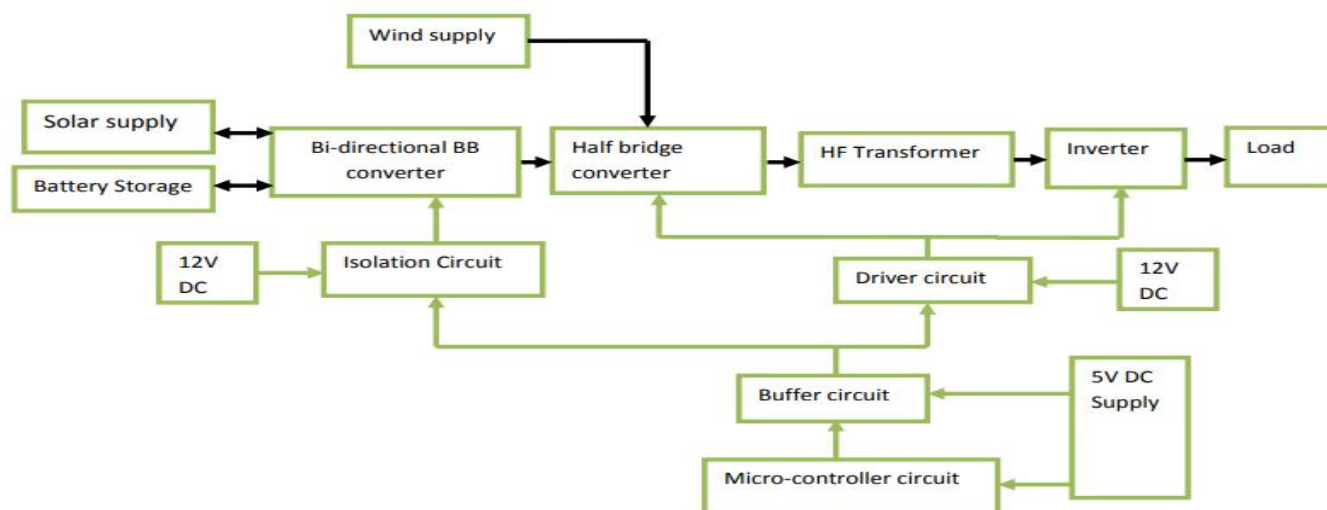 Wind supply
Solar supply
Battery Storage
Bi-directional BB
converter
Half bridge
converter
HF Transformer
Inverter
Load
12V
DC
Isolation Circuit
Driver circuit
12V
DC
Buffer circuit
5V DC
Supply
Micro-controller circuit